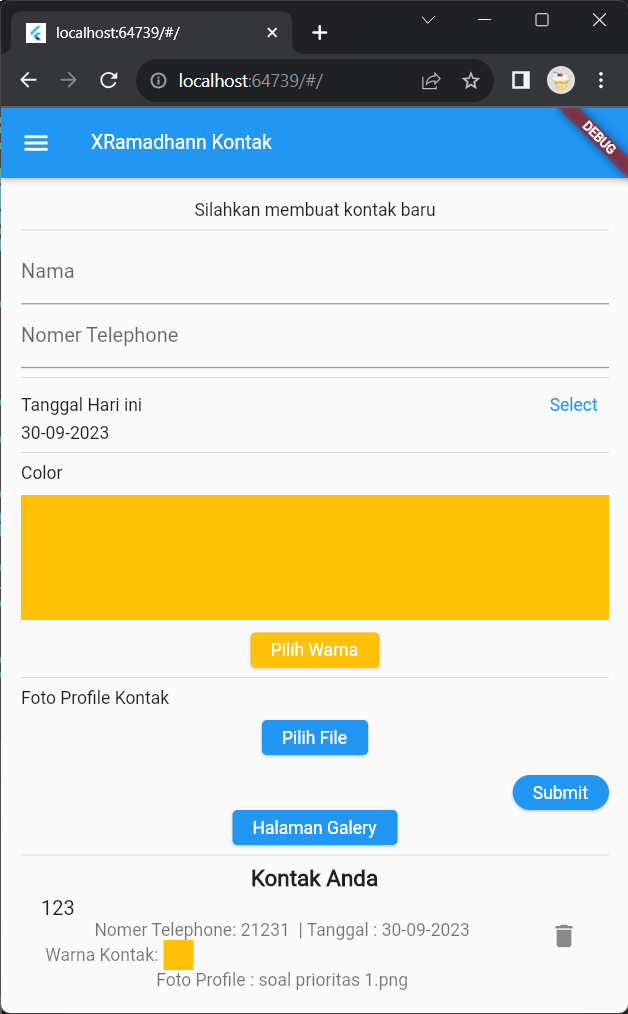 localhost:64739/#/
localhost:64739/#/
XRamadhann Kontak
DEBUG
Silahkan membuat kontak baru
Nama
Nomer Telephone
Tanggal Hari ini
Select
30-09-2023
Color
Pilih Warna
Foto Profile Kontak
Pilih File
Submit
Halaman Galery
Kontak Anda
123
Nomer Telephone: 21231 | Tanggal : 30-09-2023
Warna Kontak:
Foto Profile : soal prioritas 1.png